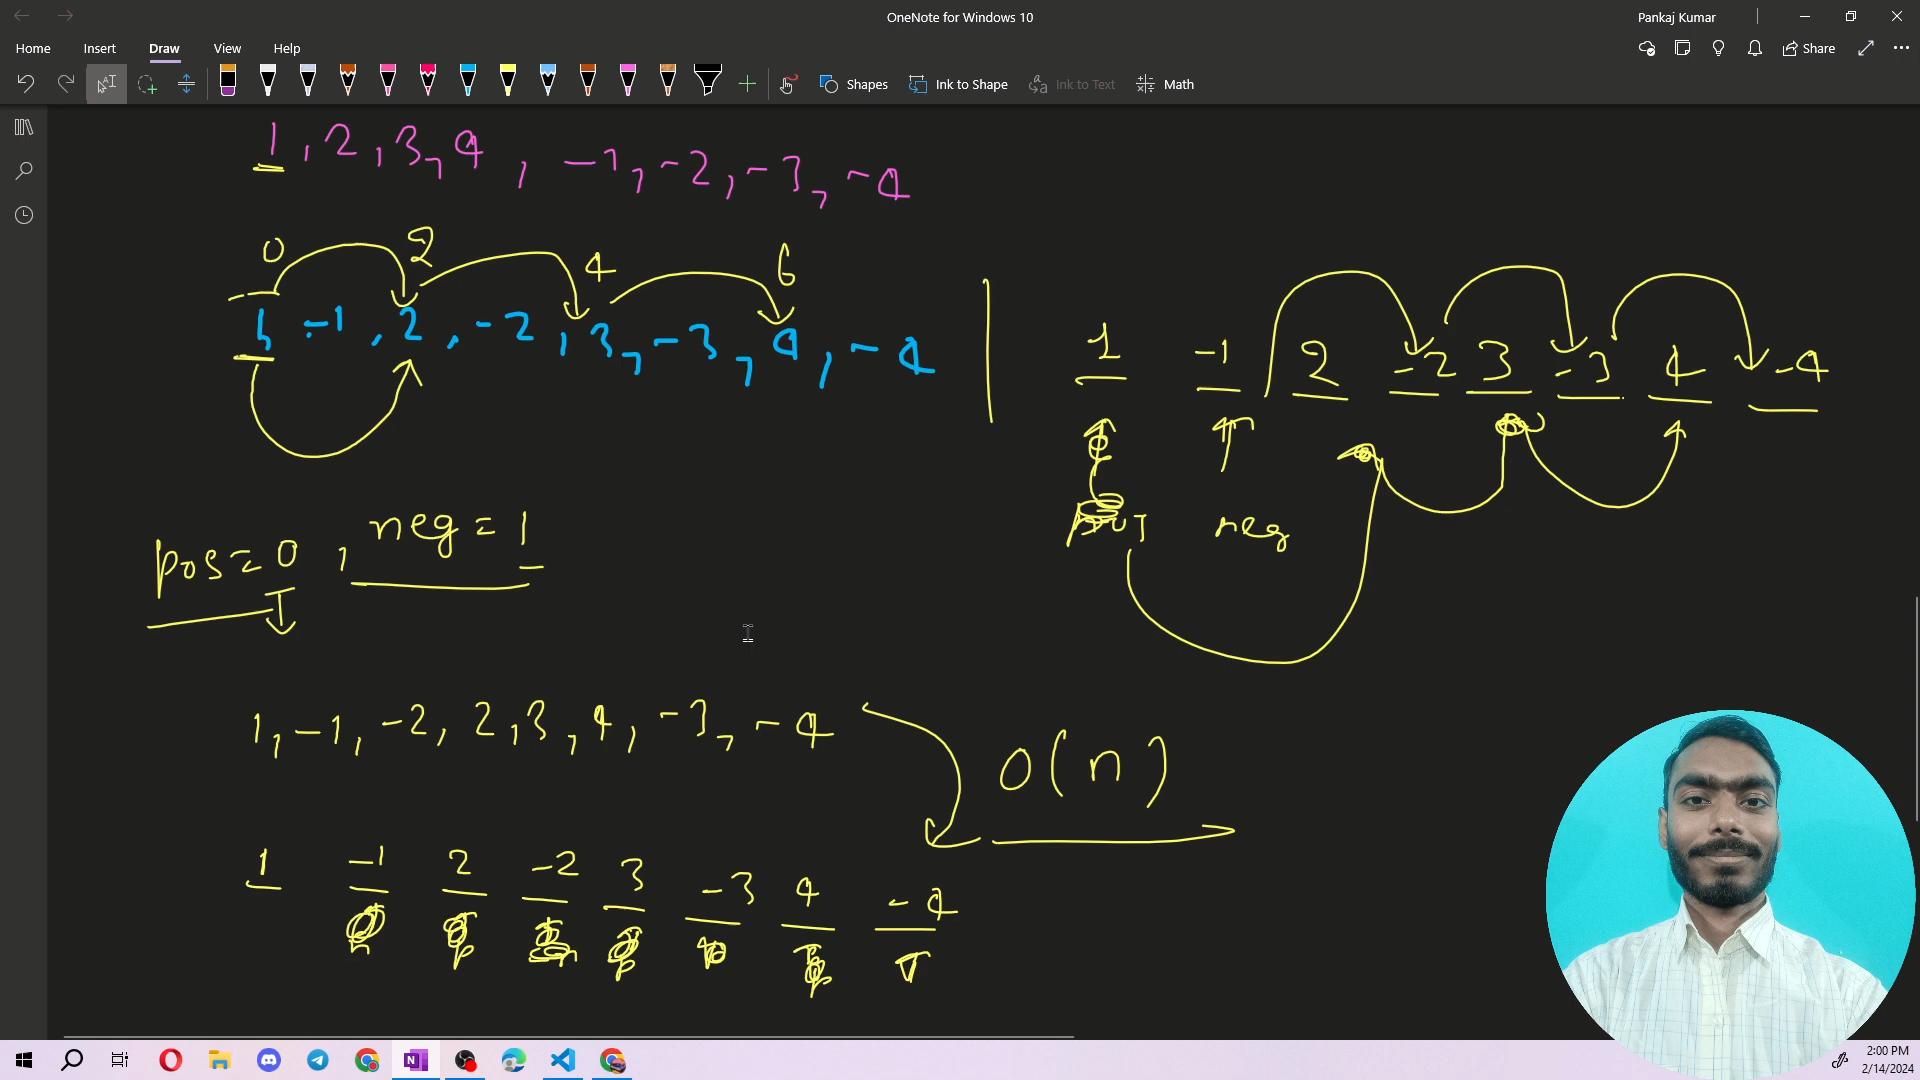 OneNote for Windows 10
Pankaj Kumar
Home Insert Draw View Help
Share
Shapes Ink to Shape Ink to Text Math
1, 2, 3, 4, -1, -2, -3, -4
0 2 4 6
-1, 2, -2, 3, -3, 4, -4
1 -1 2 -2 3 -3 4 -4
neg
pos = 0, neg = 1
1, -1, -2, 2, 3, 4, -3, -4
O(n)
1 -1 2 -2 3 -3 4 -4
2:00 PM
2/14/2024